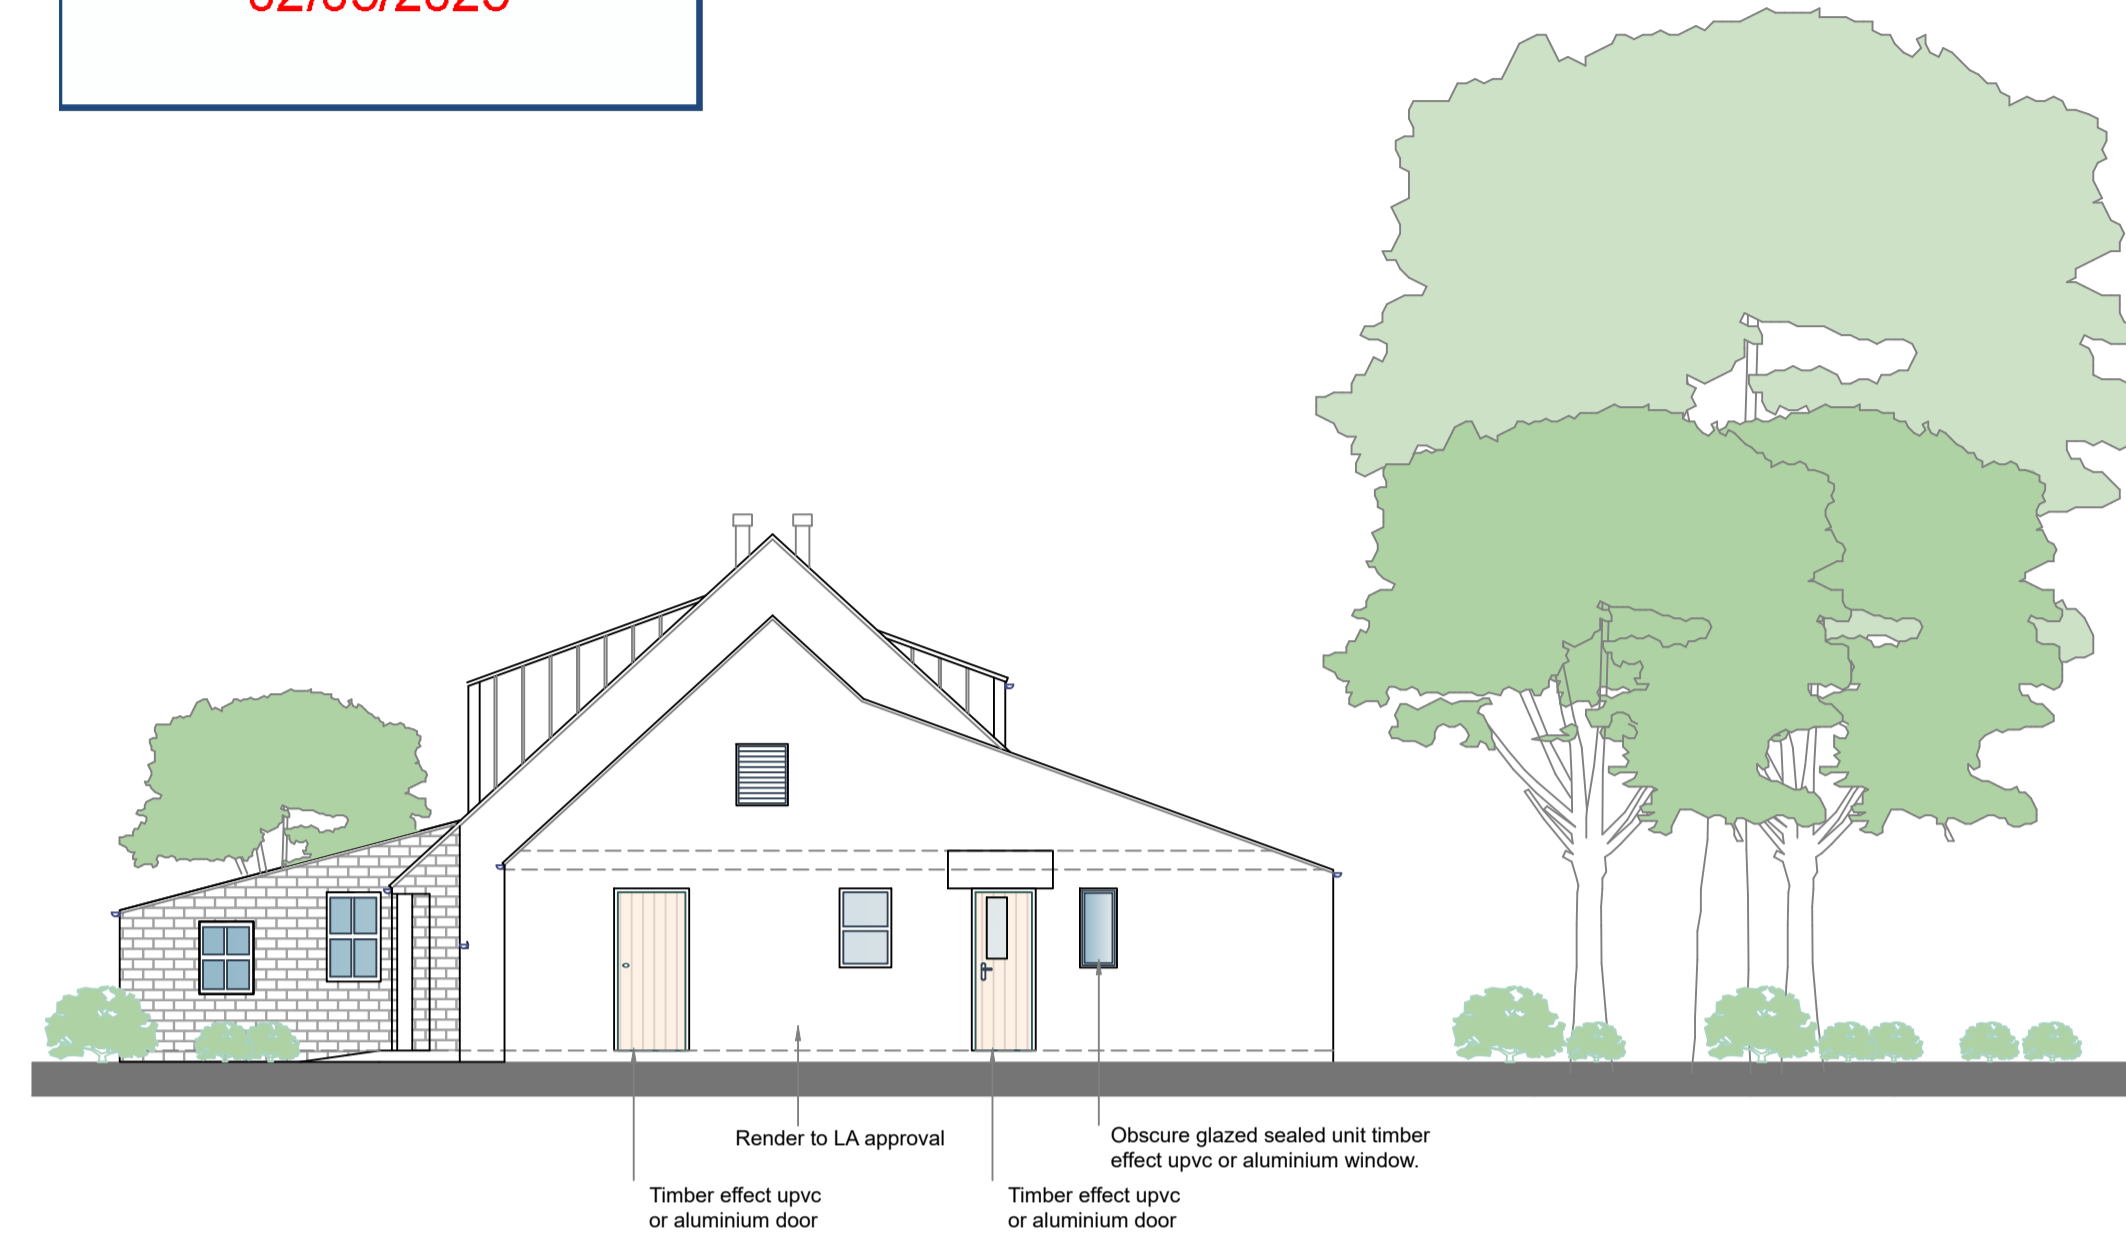 Render to LA approval
Obscure glazed sealed unit timber
effect upvc or aluminium window.
Timber effect upvc
or aluminium door
Timber effect upvc
or aluminium door